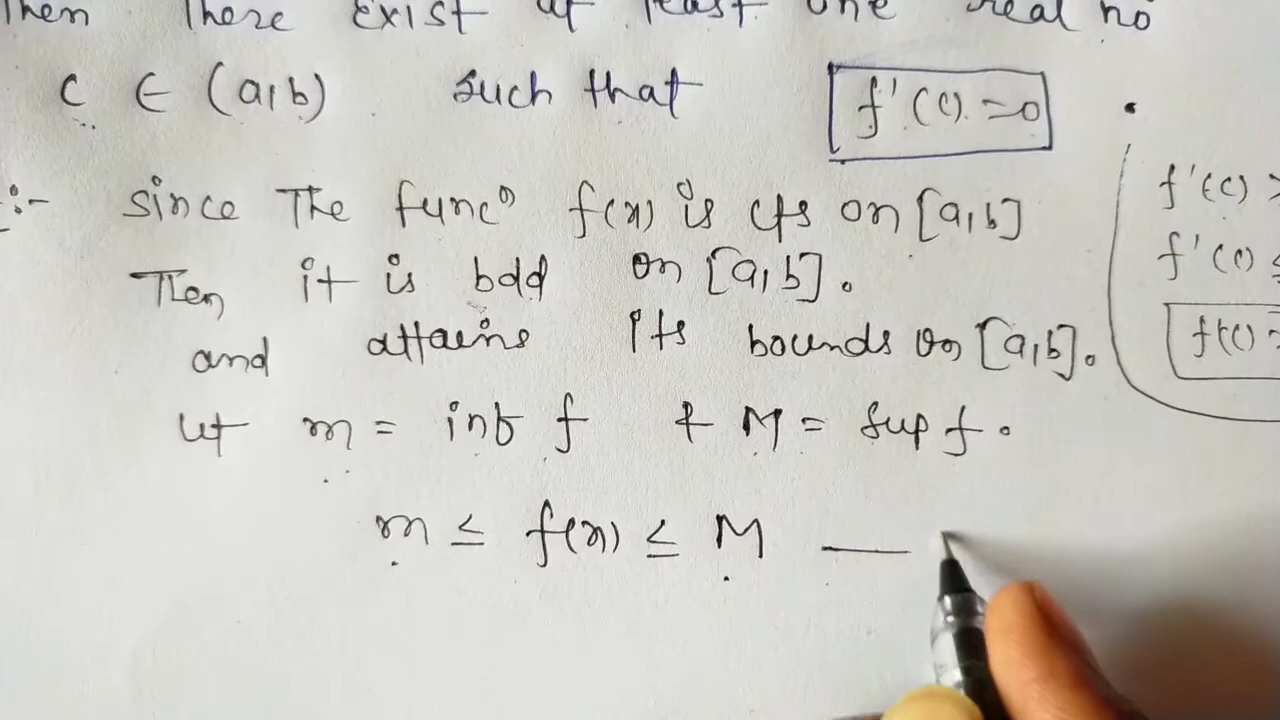 Then There Exist at least one real no
c ∈ (a,b) such that f'(c) = 0
:- since The funcⁿ f(x) is cts on [a,b]
Then it is bdd on [a,b].
and attains its bounds on [a,b].
let m = inf f & M = sup f.
m ≤ f(x) ≤ M —
f'(c) >
f'(c) ≤
f'(c) =